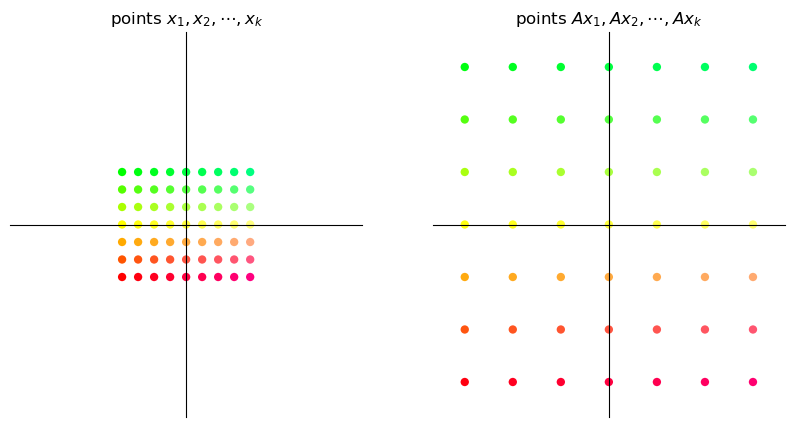 points x₁, x₂, ⋯, xₖ
points Ax₁, Ax₂, ⋯, Axₖ